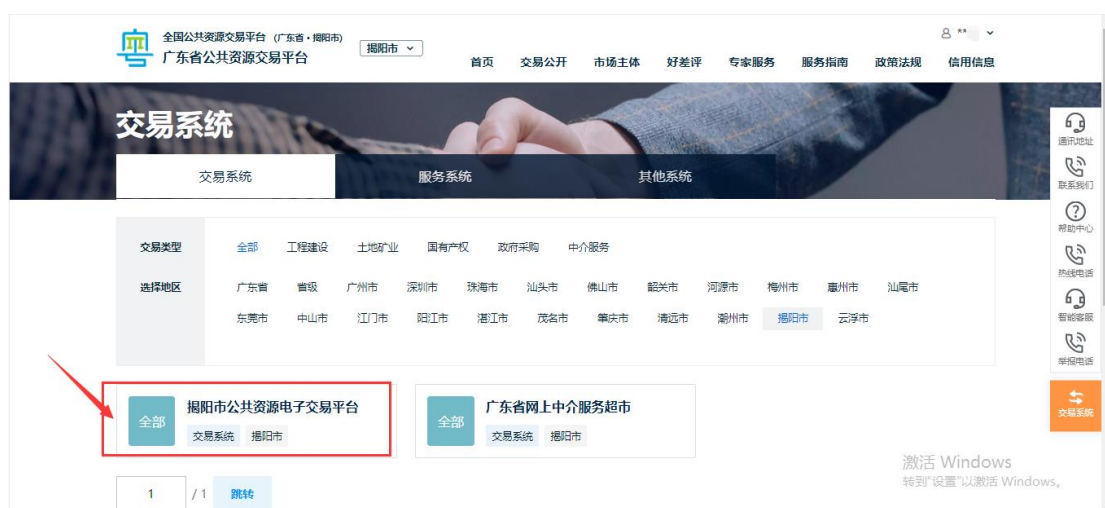 全国公共资源交易平台 (广东省·揭阳市)
广东省公共资源交易平台
揭阳市
**
首页 交易公开 市场主体 好差评 专家服务 服务指南 政策法规 信用信息
交易系统
交易系统 服务系统 其他系统
交易类型 全部 工程建设 土地矿业 国有产权 政府采购 中介服务
选择地区 广东省 省级 广州市 深圳市 珠海市 汕头市 佛山市 韶关市 河源市 梅州市 惠州市 汕尾市
东莞市 中山市 江门市 阳江市 湛江市 茂名市 肇庆市 清远市 潮州市 揭阳市 云浮市
全部
揭阳市公共资源电子交易平台
交易系统 揭阳市
全部
广东省网上中介服务超市
交易系统 揭阳市
1 / 1 跳转
通讯地址
联系我们
帮助中心
热线电话
智能客服
举报电话
交易系统
激活 Windows
转到"设置"以激活 Windows。